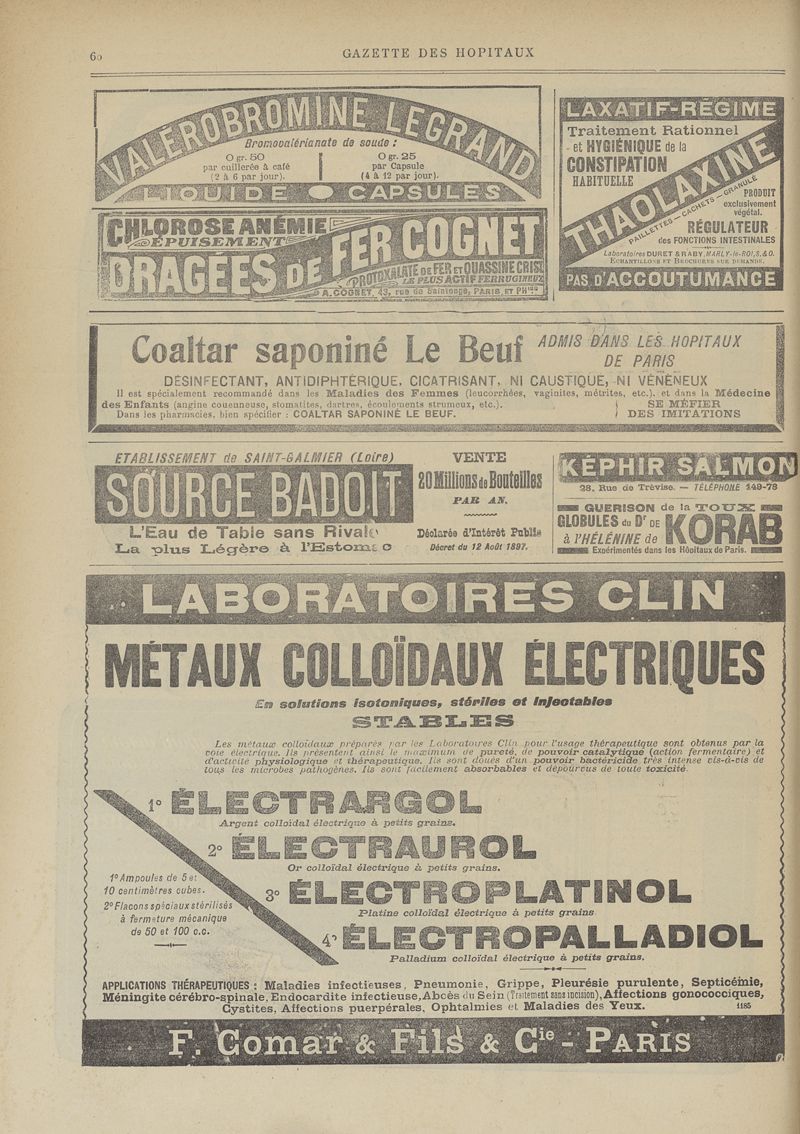 60
GAZETTE DES HOPITAUX
VALÉROBROMINE LEGRAND
Bromovalérianate de soude :
0 gr. 50
par cuillerée à café
(2 à 6 par jour).
0 gr. 25
par Capsule
(4 à 12 par jour).
LIQUIDE CAPSULES
CHLOROSE ANÉMIE
ÉPUISEMENT
DRAGÉES DE FER COGNET
PROTOXALATE DE FER ET QUASSINE CRIST
LE PLUS ACTIF FERRUGINEUX
A. COGNET, 43, rue de Saintonge, PARIS, ET PHies
LAXATIF-RÉGIME
Traitement Rationnel
et HYGIÉNIQUE de la
CONSTIPATION
HABITUELLE
THAOLAXINE
PAILLETTES - CACHETS - GRANULÉ
PRODUIT
exclusivement
végétal.
RÉGULATEUR
des FONCTIONS INTESTINALES
Laboratoires DURET & RABY, MARLY-le-ROI, S.&O.
ECHANTILLONS ET BROCHURES SUR DEMANDE.
PAS D'ACCOUTUMANCE
Coaltar saponiné Le Beuf
ADMIS DANS LES HOPITAUX
DE PARIS
DÉSINFECTANT, ANTIDIPHTÉRIQUE, CICATRISANT, NI CAUSTIQUE, NI VÉNÉNEUX
Il est spécialement recommandé dans les Maladies des Femmes (leucorrhées, vaginites, métrites, etc.). et dans la Médecine
des Enfants (angine couenneuse, stomatites, dartres, écoulements strumeux, etc.).
Dans les pharmacies, bien spécifier : COALTAR SAPONINÉ LE BEUF.
SE MÉFIER
DES IMITATIONS
ETABLISSEMENT de SAINT-GALMIER (Loire)
SOURCE BADOIT
L'Eau de Table sans Rivale
La plus Légère à l'Estomac
VENTE
20 Millions de Bouteilles
PAR AN.
Déclarée d'Intérêt Public
Décret du 12 Août 1897.
KÉPHIR SALMON
28, Rue de Trévise. — TÉLÉPHONE 149-78
GUERISON de la TOUX
GLOBULES du Dr DE KORAB
à l'HÉLÉNINE de
Expérimentés dans les Hôpitaux de Paris.
LABORATOIRES CLIN
MÉTAUX COLLOÏDAUX ÉLECTRIQUES
En solutions isotoniques, stériles et injectables
STABLES
Les métaux colloïdaux préparés par les Laboratoires Clin pour l'usage thérapeutique sont obtenus par la
voie électrique. Ils présentent ainsi le maximum de pureté, de pouvoir catalytique (action fermentaire) et
d'activité physiologique et thérapeutique. Ils sont doués d'un pouvoir bactéricide très intense vis-à-vis de
tous les microbes pathogènes. Ils sont facilement absorbables et dépourvus de toute toxicité.
1° ÉLECTRARGOL
Argent colloïdal électrique à petits grains.
2° ÉLECTRAUROL
Or colloïdal électrique à petits grains.
3° ÉLECTROPLATINOL
Platine colloïdal électrique à petits grains
4° ÉLECTROPALLADIOL
Palladium colloïdal électrique à petits grains.
1° Ampoules de 5 et
10 centimètres cubes.
2° Flacons spéciaux stérilisés
à fermeture mécanique
de 50 et 100 c.c.
APPLICATIONS THÉRAPEUTIQUES : Maladies infectieuses, Pneumonie, Grippe, Pleurésie purulente, Septicémie,
Méningite cérébro-spinale, Endocardite infectieuse, Abcès du Sein (Traitement sans incision), Affections gonococciques,
Cystites, Affections puerpérales, Ophtalmies et Maladies des Yeux. 1185
F. Comar & Fils & Cie - PARIS